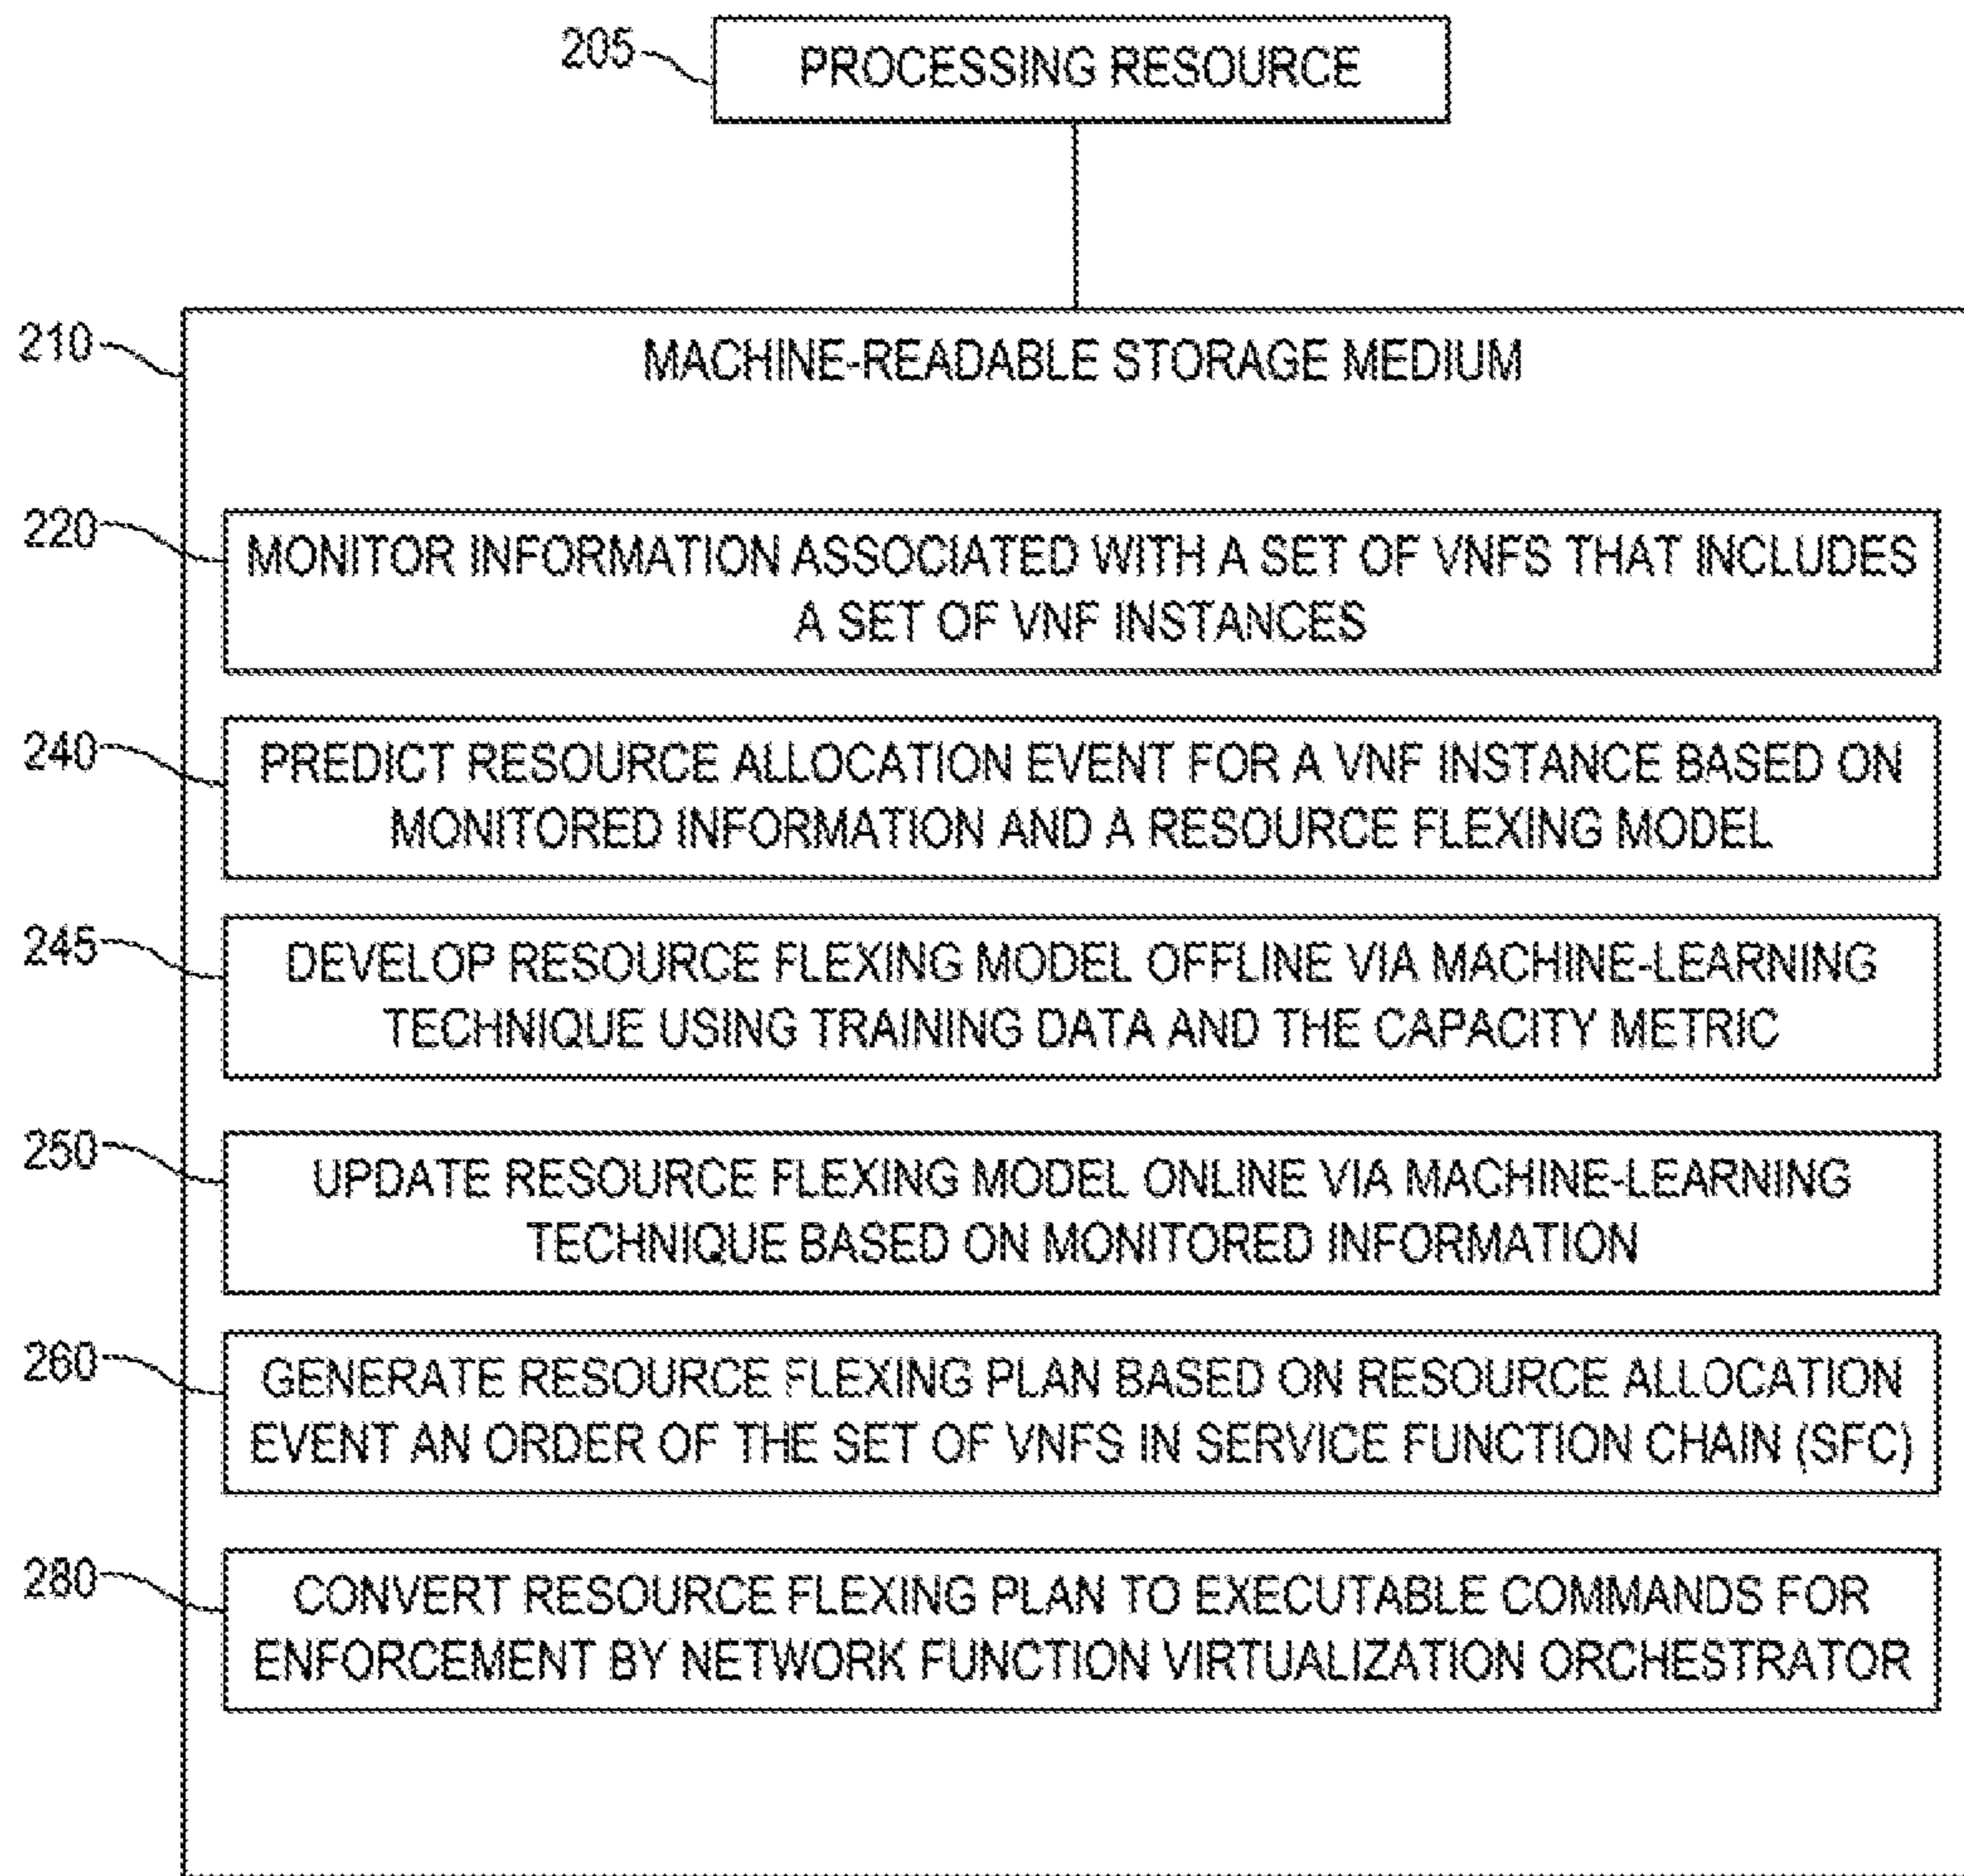 205
PROCESSING RESOURCE
210
MACHINE-READABLE STORAGE MEDIUM
220
MONITOR INFORMATION ASSOCIATED WITH A SET OF VNFS THAT INCLUDES
A SET OF VNF INSTANCES
240
PREDICT RESOURCE ALLOCATION EVENT FOR A VNF INSTANCE BASED ON
MONITORED INFORMATION AND A RESOURCE FLEXING MODEL
245
DEVELOP RESOURCE FLEXING MODEL OFFLINE VIA MACHINE-LEARNING
TECHNIQUE USING TRAINING DATA AND THE CAPACITY METRIC
250
UPDATE RESOURCE FLEXING MODEL ONLINE VIA MACHINE-LEARNING
TECHNIQUE BASED ON MONITORED INFORMATION
260
GENERATE RESOURCE FLEXING PLAN BASED ON RESOURCE ALLOCATION
EVENT AN ORDER OF THE SET OF VNFS IN SERVICE FUNCTION CHAIN (SFC)
280
CONVERT RESOURCE FLEXING PLAN TO EXECUTABLE COMMANDS FOR
ENFORCEMENT BY NETWORK FUNCTION VIRTUALIZATION ORCHESTRATOR